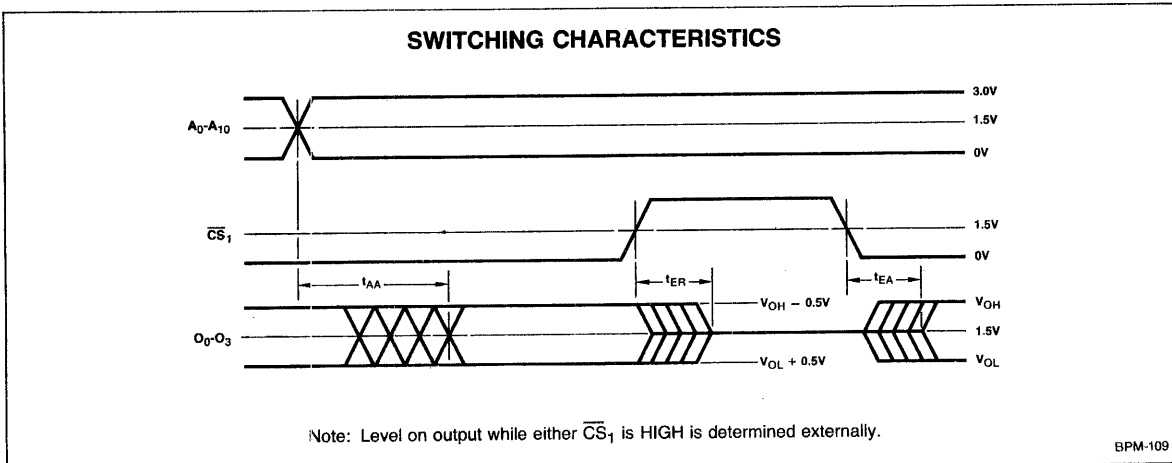 SWITCHING CHARACTERISTICS
A₀-A₁₀
3.0V
1.5V
0V
C̅S̅₁
1.5V
0V
tAA
tER
tEA
O₀-O₃
VOH − 0.5V
VOL + 0.5V
VOH
1.5V
VOL
Note: Level on output while either C̅S̅₁ is HIGH is determined externally.
BPM-109